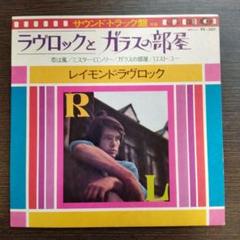 サウンド・トラック盤
ラヴロックと ガラスの部屋
恋は風/ミスター・ロンリー/ガラスの部屋/ロスト・ユー
レイモンド・ラヴロック
R
L